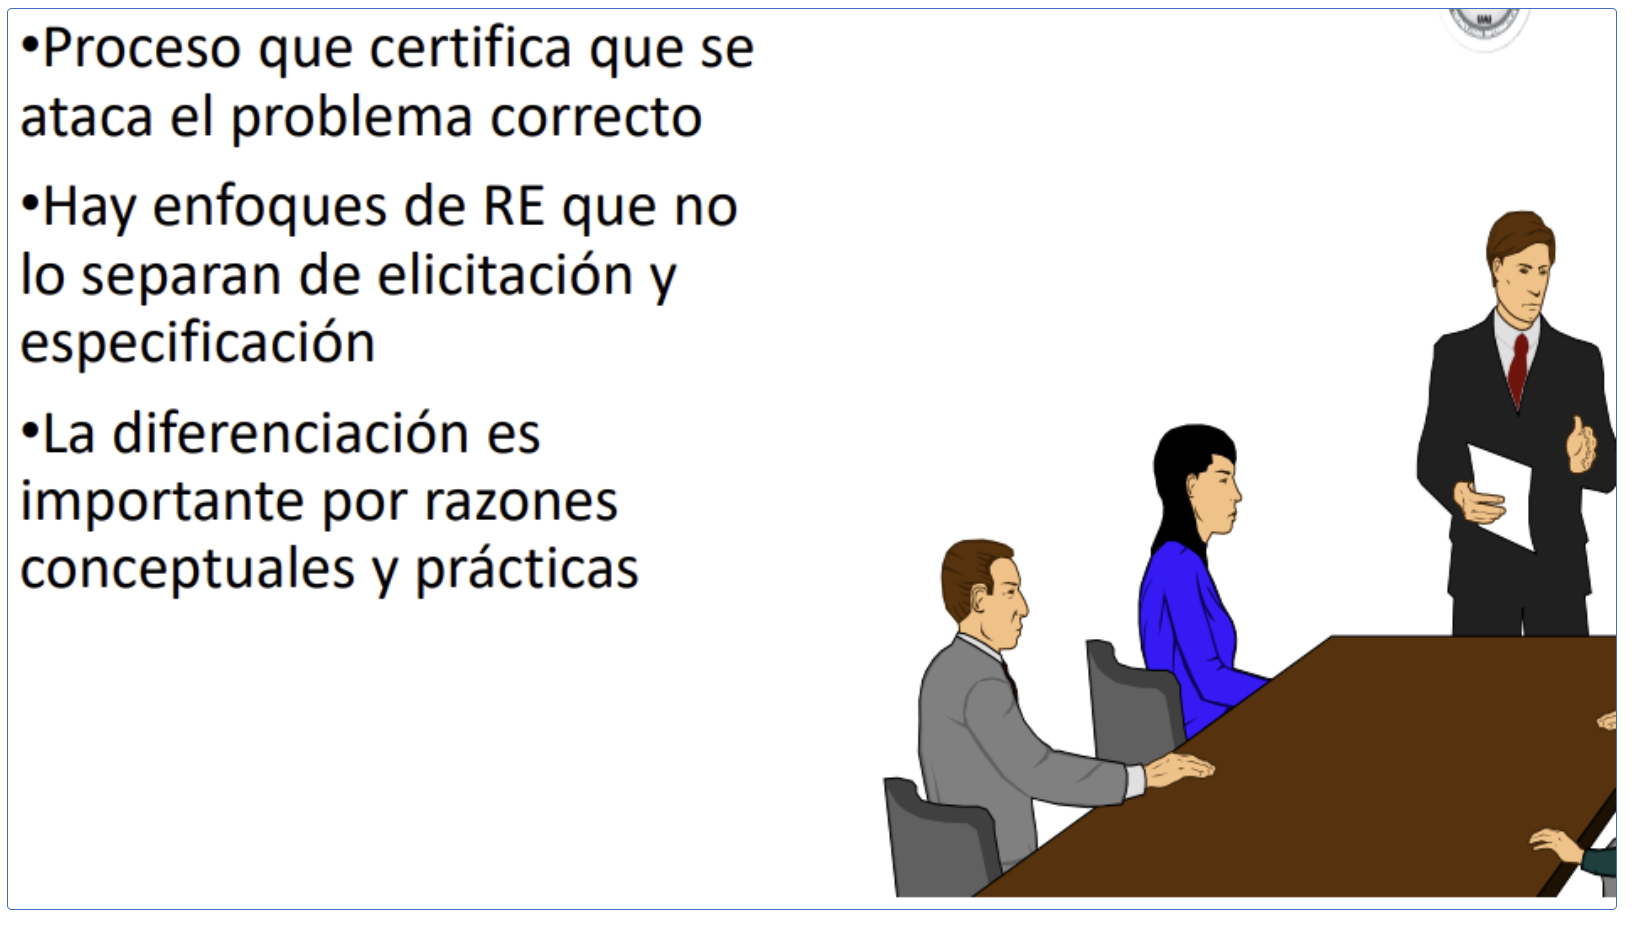 •Proceso que certifica que se
ataca el problema correcto
•Hay enfoques de RE que no
lo separan de elicitación y
especificación
•La diferenciación es
importante por razones
conceptuales y prácticas
UAI